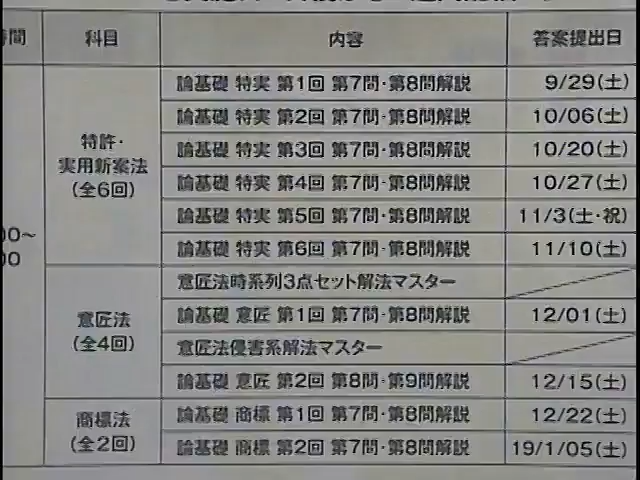 時間 科目 内容 答案提出日
特許・
実用新案法
(全6回)
論基礎 特実 第1回 第7問・第8問解説 9/29(土)
論基礎 特実 第2回 第7問・第8問解説 10/06(土)
論基礎 特実 第3回 第7問・第8問解説 10/20(土)
論基礎 特実 第4回 第7問・第8問解説 10/27(土)
論基礎 特実 第5回 第7問・第8問解説 11/3(土・祝)
論基礎 特実 第6回 第7問・第8問解説 11/10(土)
00〜
00
意匠法
(全4回)
意匠法時系列3点セット解法マスター
論基礎 意匠 第1回 第7問・第8問解説 12/01(土)
意匠法侵害系解法マスター
論基礎 意匠 第2回 第8問・第9問解説 12/15(土)
商標法
(全2回)
論基礎 商標 第1回 第7問・第8問解説 12/22(土)
論基礎 商標 第2回 第7問・第8問解説 19/1/05(土)